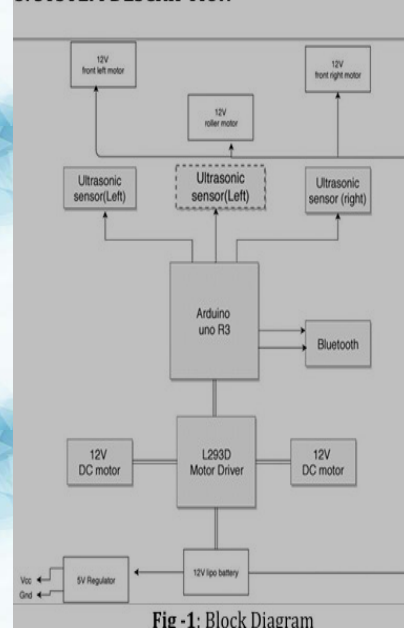 12V
front left motor
12V
front right motor
12V
roller motor
Ultrasonic
sensor(Left)
Ultrasonic
sensor(Left)
Ultrasonic
sensor (right)
Arduino
uno R3
Bluetooth
12V
DC motor
L293D
Motor Driver
12V
DC motor
Vcc
Gnd
5V Regulator
12V lipo battery
Fig -1: Block Diagram